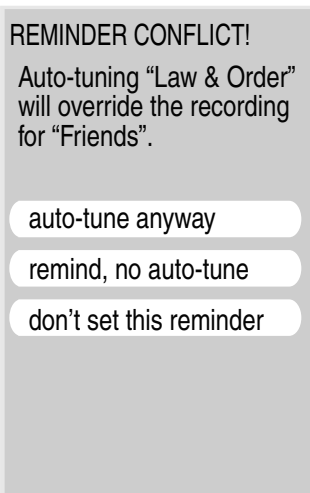 REMINDER CONFLICT!
Auto-tuning “Law & Order”
will override the recording
for “Friends”.
auto-tune anyway
remind, no auto-tune
don’t set this reminder